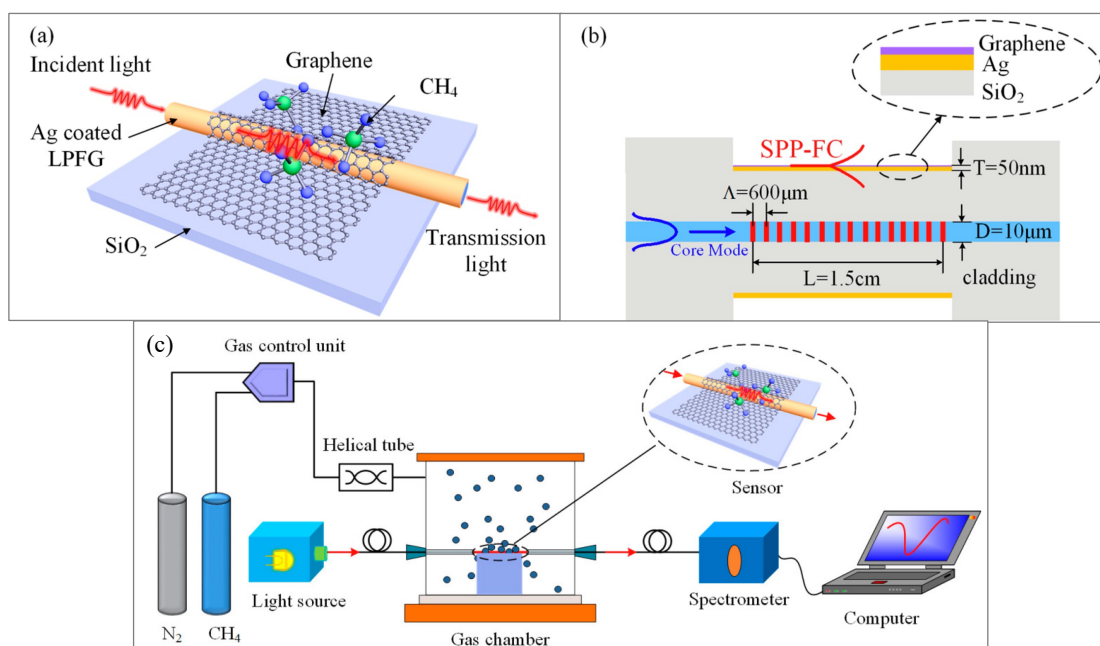 (a)
Incident light
Graphene
CH₄
Ag coated
LPFG
SiO₂
Transmission
light
(b)
Graphene
Ag
SiO₂
SPP-FC
T=50nm
Λ=600μm
Core Mode
D=10μm
L=1.5cm
cladding
(c)
Gas control unit
Helical tube
Sensor
Light source
Spectrometer
N₂
CH₄
Gas chamber
Computer